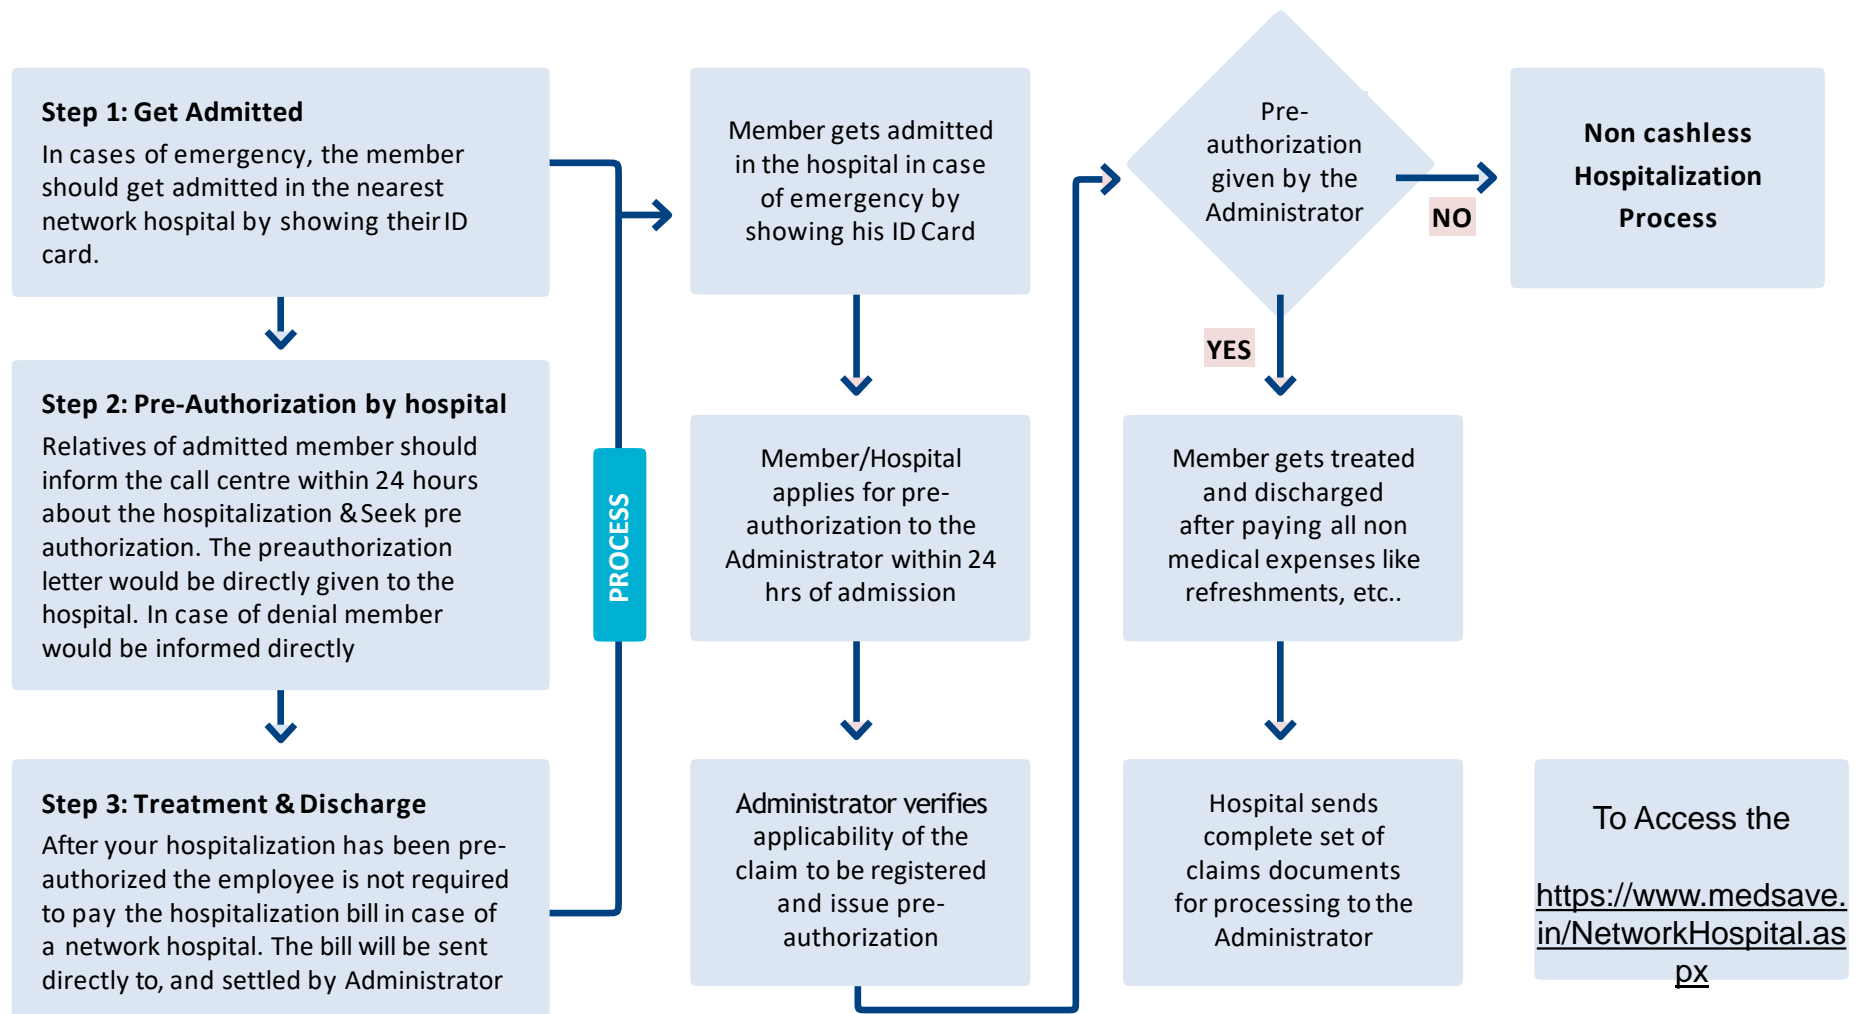 Step 1: Get Admitted
In cases of emergency, the member
should get admitted in the nearest
network hospital by showing their ID
card.
Step 2: Pre-Authorization by hospital
Relatives of admitted member should
inform the call centre within 24 hours
about the hospitalization & Seek pre
authorization. The preauthorization
letter would be directly given to the
hospital. In case of denial member
would be informed directly
Step 3: Treatment & Discharge
After your hospitalization has been pre-
authorized the employee is not required
to pay the hospitalization bill in case of
a network hospital. The bill will be sent
directly to, and settled by Administrator
PROCESS
Member gets admitted
in the hospital in case
of emergency by
showing his ID Card
Member/Hospital
applies for pre-
authorization to the
Administrator within 24
hrs of admission
Administrator verifies
applicability of the
claim to be registered
and issue pre-
authorization
Pre-
authorization
given by the
Administrator
NO
YES
Member gets treated
and discharged
after paying all non
medical expenses like
refreshments, etc..
Hospital sends
complete set of
claims documents
for processing to the
Administrator
Non cashless
Hospitalization
Process
To Access the
https://www.medsave.
in/NetworkHospital.as
px